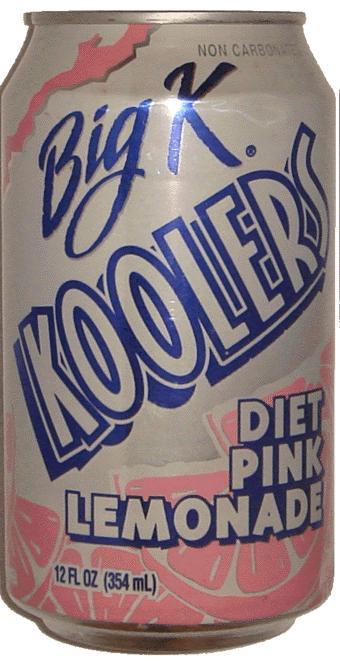 NON CARBONATE
Big K®
KOOLERS
DIET
PINK
LEMONADE
12 FL OZ (354 mL)